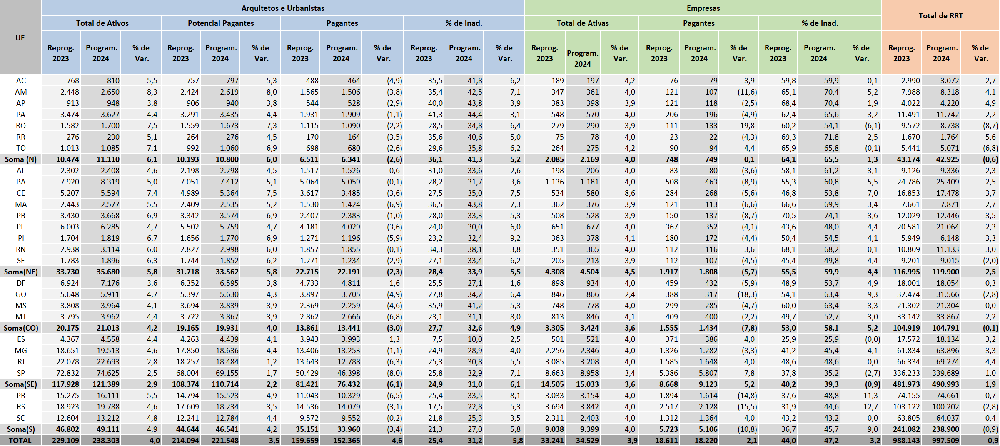 Arquitetos e Urbanistas Empresas Total de RRT
UF Total de Ativos Potencial Pagantes Pagantes % de Inad. Total de Ativas Pagantes % de Inad.
Reprog. 2023 Program. 2024 % de Var. Reprog. 2023 Program. 2024 % de Var. Reprog. 2023 Program. 2024 % de Var. Reprog. 2023 Program. 2024 % de Var. Reprog. 2023 Program. 2024 % de Var. Reprog. 2023 Program. 2024 % de Var. Reprog. 2023 Program. 2024 % de Var. Reprog. 2023 Program. 2024 % de Var.
AC 768 810 5,5 757 797 5,3 488 464 (4,9) 35,5 41,8 6,2 189 197 4,2 76 79 3,9 59,8 59,9 0,1 2.990 3.072 2,7
AM 2.448 2.650 8,3 2.424 2.619 8,0 1.565 1.506 (3,8) 35,4 42,5 7,1 347 361 4,0 121 107 (11,6) 65,1 70,4 5,2 7.988 8.318 4,1
AP 913 948 3,8 906 940 3,8 544 528 (2,9) 40,0 43,8 3,9 383 398 3,9 121 118 (2,5) 68,4 70,4 1,9 4.022 4.220 4,9
PA 3.474 3.627 4,4 3.291 3.435 4,4 1.931 1.909 (1,1) 41,3 44,4 3,1 548 570 4,0 206 196 (4,9) 62,4 65,6 3,2 11.491 11.742 2,2
RO 1.582 1.700 7,5 1.559 1.673 7,3 1.115 1.090 (2,2) 28,5 34,8 6,4 279 290 3,9 111 133 19,8 60,2 54,1 (6,1) 9.572 8.738 (8,7)
RR 276 290 5,1 264 276 4,5 170 164 (3,5) 35,6 40,6 5,0 75 78 4,0 23 22 (4,3) 69,3 71,8 2,5 1.670 1.764 5,6
TO 1.013 1.085 7,1 992 1.060 6,9 698 680 (2,6) 29,6 35,8 6,2 264 275 4,2 90 94 4,4 65,9 65,8 (0,1) 5.441 5.071 (6,8)
Soma (N) 10.474 11.110 6,1 10.193 10.800 6,0 6.511 6.341 (2,6) 36,1 41,3 5,2 2.085 2.169 4,0 748 749 0,1 64,1 65,5 1,3 43.174 42.925 (0,6)
AL 2.302 2.408 4,6 2.198 2.298 4,5 1.517 1.526 0,6 31,0 33,6 2,6 198 206 4,0 83 80 (3,6) 58,1 61,2 3,1 9.126 9.336 2,3
BA 7.920 8.319 5,0 7.051 7.412 5,1 5.064 5.059 (0,1) 28,2 31,7 3,6 1.136 1.181 4,0 508 463 (8,9) 55,3 60,8 5,5 24.786 25.409 2,5
CE 5.207 5.594 7,4 4.989 5.364 7,5 3.617 3.485 (3,6) 27,5 35,0 7,5 534 580 8,6 284 268 (5,6) 46,8 53,8 7,0 16.853 17.478 3,7
MA 2.443 2.577 5,5 2.409 2.535 5,2 1.530 1.424 (6,9) 36,5 43,8 7,3 362 376 3,9 121 113 (6,6) 66,6 69,9 3,4 7.661 7.871 2,7
PB 3.430 3.668 6,9 3.342 3.574 6,9 2.407 2.383 (1,0) 28,0 33,3 5,3 508 528 3,9 150 137 (8,7) 70,5 74,1 3,6 12.029 12.446 3,5
PE 6.003 6.285 4,7 5.502 5.759 4,7 4.181 4.029 (3,6) 24,0 30,0 6,0 651 677 4,0 367 352 (4,1) 43,6 48,0 4,4 20.581 21.064 2,3
PI 1.704 1.819 6,7 1.656 1.770 6,9 1.271 1.196 (5,9) 23,2 32,4 9,2 363 378 4,1 180 172 (4,4) 50,4 54,5 4,1 5.949 6.148 3,3
RN 2.938 3.114 6,0 2.827 2.998 6,0 1.857 1.855 (0,1) 34,3 38,1 3,8 351 365 4,0 112 116 3,6 68,1 68,2 0,1 10.809 11.133 3,0
SE 1.783 1.896 6,3 1.744 1.852 6,2 1.271 1.234 (2,9) 27,1 33,4 6,2 205 213 3,9 112 107 (4,5) 45,4 49,8 4,4 9.201 9.015 (2,0)
Soma(NE) 33.730 35.680 5,8 31.718 33.562 5,8 22.715 22.191 (2,3) 28,4 33,9 5,5 4.308 4.504 4,5 1.917 1.808 (5,7) 55,5 59,9 4,4 116.995 119.900 2,5
DF 6.924 7.176 3,6 6.352 6.595 3,8 4.733 4.811 1,6 25,5 27,1 1,6 898 934 4,0 459 432 (5,9) 48,9 53,7 4,9 18.001 18.054 0,3
GO 5.648 5.911 4,7 5.397 5.630 4,3 3.897 3.705 (4,9) 27,8 34,2 6,4 846 866 2,4 388 317 (18,3) 54,1 63,4 9,3 32.474 31.566 (2,8)
MS 3.808 3.964 4,1 3.694 3.839 3,9 2.369 2.259 (4,6) 35,9 41,2 5,3 748 778 4,0 299 285 (4,7) 60,0 63,4 3,3 21.302 21.304 0,0
MT 3.795 3.962 4,4 3.722 3.867 3,9 2.862 2.666 (6,8) 23,1 31,1 8,0 813 846 4,1 409 400 (2,2) 49,7 52,7 3,0 33.142 33.867 2,2
Soma(CO) 20.175 21.013 4,2 19.165 19.931 4,0 13.861 13.441 (3,0) 27,7 32,6 4,9 3.305 3.424 3,6 1.555 1.434 (7,8) 53,0 58,1 5,2 104.919 104.791 (0,1)
ES 4.367 4.558 4,4 4.263 4.439 4,1 3.943 3.993 1,3 7,5 10,0 2,5 501 521 4,0 371 386 4,0 25,9 25,9 (0,0) 17.572 18.134 3,2
MG 18.651 19.513 4,6 17.850 18.636 4,4 13.406 13.253 (1,1) 24,9 28,9 4,0 2.256 2.346 4,0 1.326 1.282 (3,3) 41,2 45,4 4,1 61.834 63.896 3,3
RJ 22.078 22.693 2,8 18.257 18.484 1,2 13.643 12.788 (6,3) 25,3 30,8 5,5 3.085 3.208 4,0 1.585 1.648 4,0 48,6 48,6 0,0 66.334 69.274 4,4
SP 72.832 74.625 2,5 68.004 69.155 1,7 50.429 46.398 (8,0) 25,8 32,9 7,1 8.663 8.958 3,4 5.386 5.807 7,8 37,8 35,2 (2,7) 336.233 339.689 1,0
Soma(SE) 117.928 121.389 2,9 108.374 110.714 2,2 81.421 76.432 (6,1) 24,9 31,0 6,1 14.505 15.033 3,6 8.668 9.123 5,2 40,2 39,3 (0,9) 481.973 490.993 1,9
PR 15.275 16.111 5,5 14.794 15.523 4,9 11.043 10.329 (6,5) 25,4 33,5 8,1 3.033 3.154 4,0 1.894 1.614 (14,8) 37,6 48,8 11,3 74.155 74.661 0,7
RS 18.923 19.788 4,6 17.609 18.234 3,5 14.536 14.079 (3,1) 17,5 22,8 5,3 3.694 3.842 4,0 2.517 2.128 (15,5) 31,9 44,6 12,7 103.122 100.202 (2,8)
SC 12.604 13.212 4,8 12.241 12.784 4,4 9.572 9.552 (0,2) 21,8 25,3 3,5 2.311 2.403 4,0 1.312 1.364 4,0 43,2 43,2 0,0 63.805 64.037 0,4
Soma(S) 46.802 49.111 4,9 44.644 46.541 4,2 35.151 33.960 (3,4) 21,3 27,0 5,8 9.038 9.399 4,0 5.723 5.106 (10,8) 36,7 45,7 9,0 241.082 238.900 (0,9)
TOTAL 229.109 238.303 4,0 214.094 221.548 3,5 159.659 152.365 -4,6 25,4 31,2 5,8 33.241 34.529 3,9 18.611 18.220 -2,1 44,0 47,2 3,2 988.143 997.509 0,9